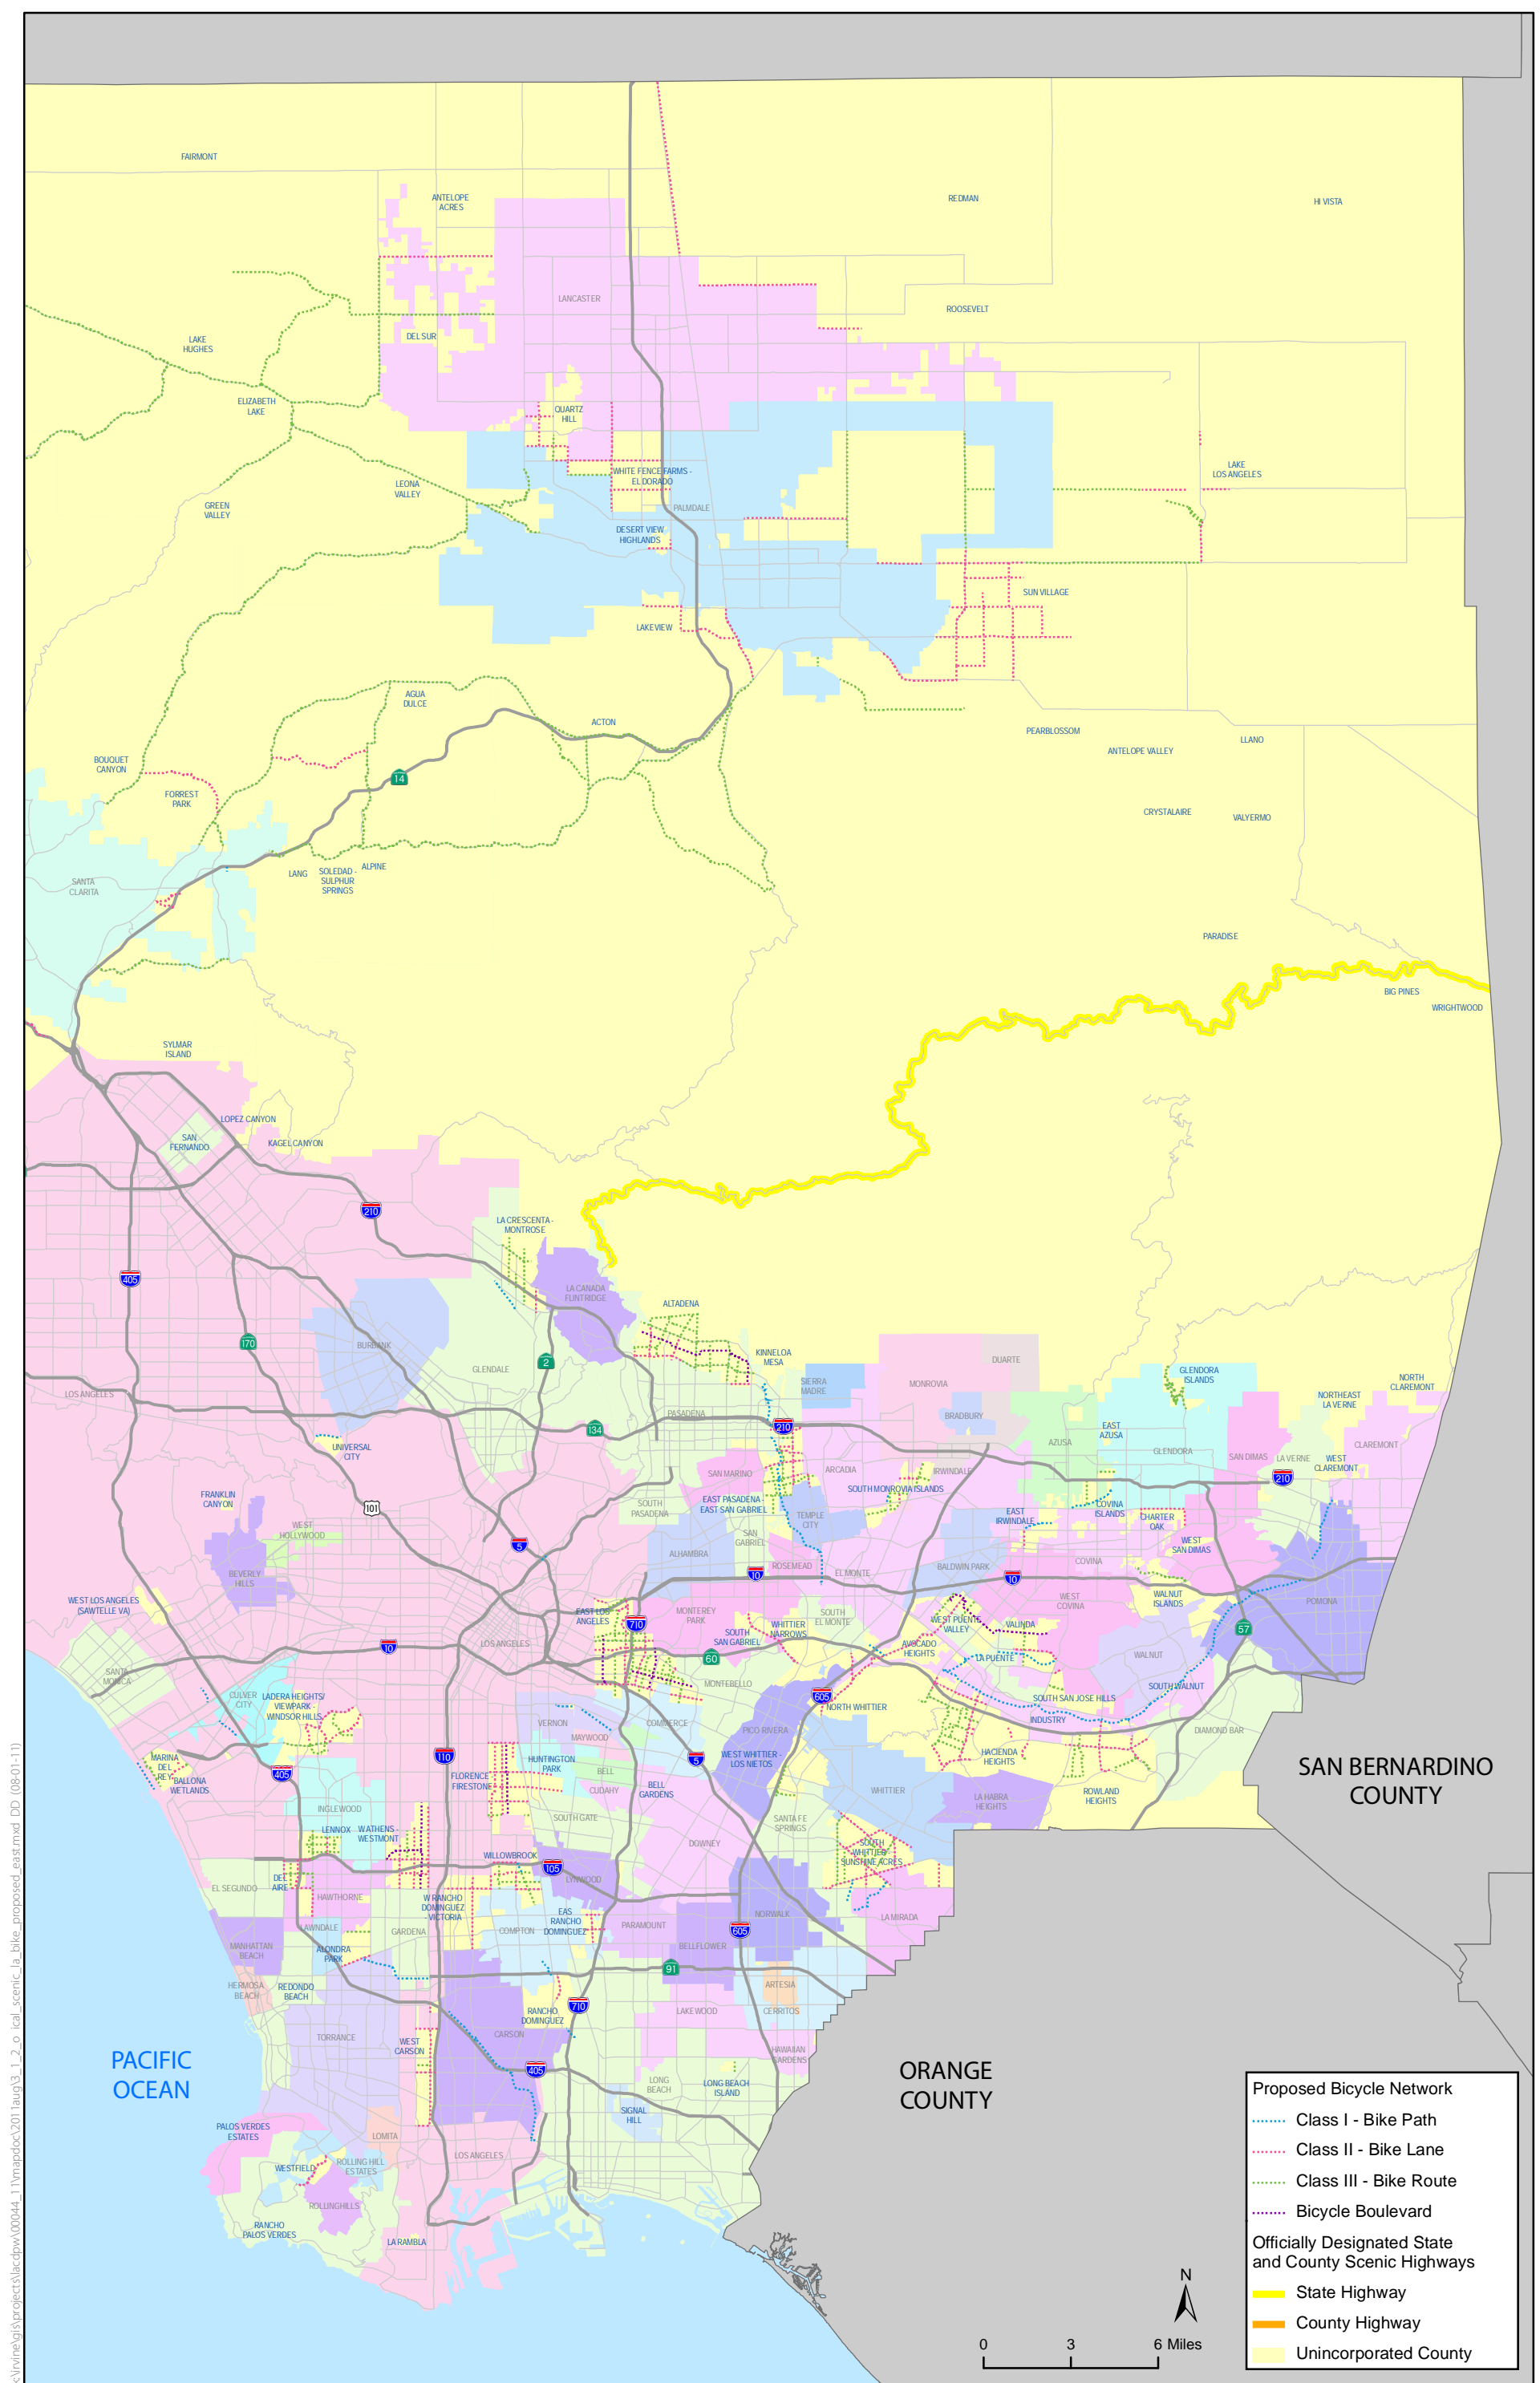 FAIRMONT
ANTELOPE
ACRES
REDMAN
HI VISTA
LANCASTER
ROOSEVELT
DEL SUR
LAKE
HUGHES
ELIZABETH
LAKE
QUARTZ
HILL
WHITE FENCE FARMS -
EL DORADO
LAKE
LOS ANGELES
LEONA
VALLEY
GREEN
VALLEY
PALMDALE
DESERT VIEW
HIGHLANDS
SUN VILLAGE
LAKEVIEW
AGUA
DULCE
ACTON
PEARBLOSSOM
ANTELOPE VALLEY
LLANO
BOUQUET
CANYON
14
FORREST
PARK
CRYSTALAIRE
VALYERMO
SANTA
CLARITA
LANG
SOLEDAD -
SULPHUR
SPRINGS
ALPINE
PARADISE
BIG PINES
WRIGHTWOOD
SYLMAR
ISLAND
LOPEZ CANYON
SAN
FERNANDO
KAGEL CANYON
210
LA CRESCENTA -
MONTROSE
405
LA CANADA
FLINTRIDGE
ALTADENA
170
BURBANK
2
GLENDALE
KINNELOA
MESA
SIERRA
MADRE
DUARTE
MONROVIA
GLENDORA
ISLANDS
NORTH
CLAREMONT
NORTHEAST
LA VERNE
LOS ANGELES
PASADENA
BRADBURY
134
210
UNIVERSAL
CITY
EAST
AZUSA
AZUSA
GLENDORA
SAN DIMAS
LA VERNE
WEST
CLAREMONT
CLAREMONT
SAN MARINO
ARCADIA
IRWINDALE
210
SOUTH MONROVIA ISLANDS
FRANKLIN
CANYON
101
SOUTH
PASADENA
EAST PASADENA -
EAST SAN GABRIEL
TEMPLE
CITY
EAST
IRWINDALE
COVINA
ISLANDS
CHARTER
OAK
WEST
HOLLYWOOD
SAN
GABRIEL
WEST
SAN DIMAS
5
ALHAMBRA
ROSEMEAD
10
EL MONTE
BALDWIN PARK
10
COVINA
BEVERLY
HILLS
WEST LOS ANGELES
(SAWTELLE VA)
EAST LOS
ANGELES
710
MONTEREY
PARK
SOUTH
SAN GABRIEL
WHITTIER
NARROWS
SOUTH
EL MONTE
WEST PUENTE
VALLEY
VALINDA
WEST
COVINA
WALNUT
ISLANDS
POMONA
57
10
LOS ANGELES
60
AVOCADO
HEIGHTS
LA PUENTE
WALNUT
SANTA
MONICA
MONTEBELLO
SOUTH SAN JOSE HILLS
SOUTH WALNUT
CULVER
CITY
LADERA HEIGHTS/
VIEWPARK -
WINDSOR HILLS
605
NORTH WHITTIER
INDUSTRY
VERNON
COMMERCE
PICO RIVERA
DIAMOND BAR
MAYWOOD
MARINA
DEL
REY
BALLONA
WETLANDS
405
110
HUNTINGTON
PARK
5
WEST WHITTIER -
LOS NIETOS
HACIENDA
HEIGHTS
SAN BERNARDINO
COUNTY
FLORENCE
FIRESTONE
BELL
CUDAHY
BELL
GARDENS
WHITTIER
LA HABRA
HEIGHTS
ROWLAND
HEIGHTS
INGLEWOOD
SOUTH GATE
SANTA FE
SPRINGS
LENNOX
W ATHENS -
WESTMONT
DOWNEY
SOUTH
WHITTIER
SUNSHINE ACRES
WILLOWBROOK
105
LYNWOOD
EL SEGUNDO
DEL
AIRE
HAWTHORNE
W RANCHO
DOMINGUEZ
VICTORIA
LAWNDALE
GARDENA
COMPTON
EAS
RANCHO
DOMINGUEZ
PARAMOUNT
605
NORWALK
LA MIRADA
BELLFLOWER
MANHATTAN
BEACH
ALONDRA
PARK
91
HERMOSA
BEACH
REDONDO
BEACH
RANCHO
DOMINGUEZ
710
LAKEWOOD
ARTESIA
CERRITOS
TORRANCE
WEST
CARSON
CARSON
405
HAWAIIAN
GARDENS
PACIFIC
OCEAN
LONG
BEACH
LONG BEACH
ISLAND
ORANGE
COUNTY
SIGNAL
HILL
PALOS VERDES
ESTATES
LOMITA
LOS ANGELES
WESTFIELD
ROLLING HILL
ESTATES
ROLLINGHILLS
RANCHO
PALOS VERDES
LA RAMBLA
Proposed Bicycle Network
Class I - Bike Path
Class II - Bike Lane
Class III - Bike Route
Bicycle Boulevard
Officially Designated State
and County Scenic Highways
State Highway
County Highway
Unincorporated County
N
0 3 6 Miles